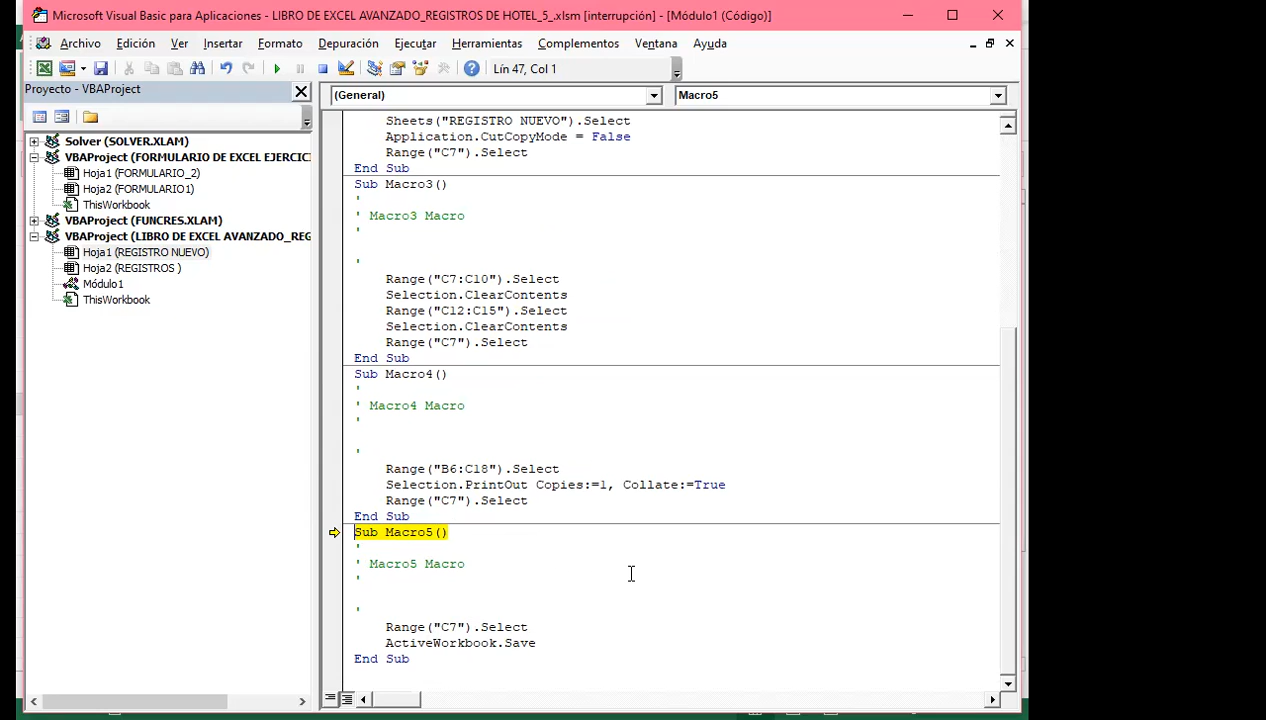 Microsoft Visual Basic para Aplicaciones - LIBRO DE EXCEL AVANZADO_REGISTROS DE HOTEL_5_.xlsm [interrupción] - [Módulo1 (Código)]
Archivo Edición Ver Insertar Formato Depuración Ejecutar Herramientas Complementos Ventana Ayuda
Lín 47, Col 1
Proyecto - VBAProject
(General)
Macro5
Solver (SOLVER.XLAM)
VBAProject (FORMULARIO DE EXCEL EJERCICI
Hoja1 (FORMULARIO_2)
Hoja2 (FORMULARIO1)
ThisWorkbook
VBAProject (FUNCRES.XLAM)
VBAProject (LIBRO DE EXCEL AVANZADO_REG
Hoja1 (REGISTRO NUEVO)
Hoja2 (REGISTROS )
Módulo1
ThisWorkbook
Sheets("REGISTRO NUEVO").Select
Application.CutCopyMode = False
Range("C7").Select
End Sub
Sub Macro3()
'
' Macro3 Macro
'
'
Range("C7:C10").Select
Selection.ClearContents
Range("C12:C15").Select
Selection.ClearContents
Range("C7").Select
End Sub
Sub Macro4()
'
' Macro4 Macro
'
'
Range("B6:C18").Select
Selection.PrintOut Copies:=1, Collate:=True
Range("C7").Select
End Sub
Sub Macro5()
'
' Macro5 Macro
'
'
Range("C7").Select
ActiveWorkbook.Save
End Sub